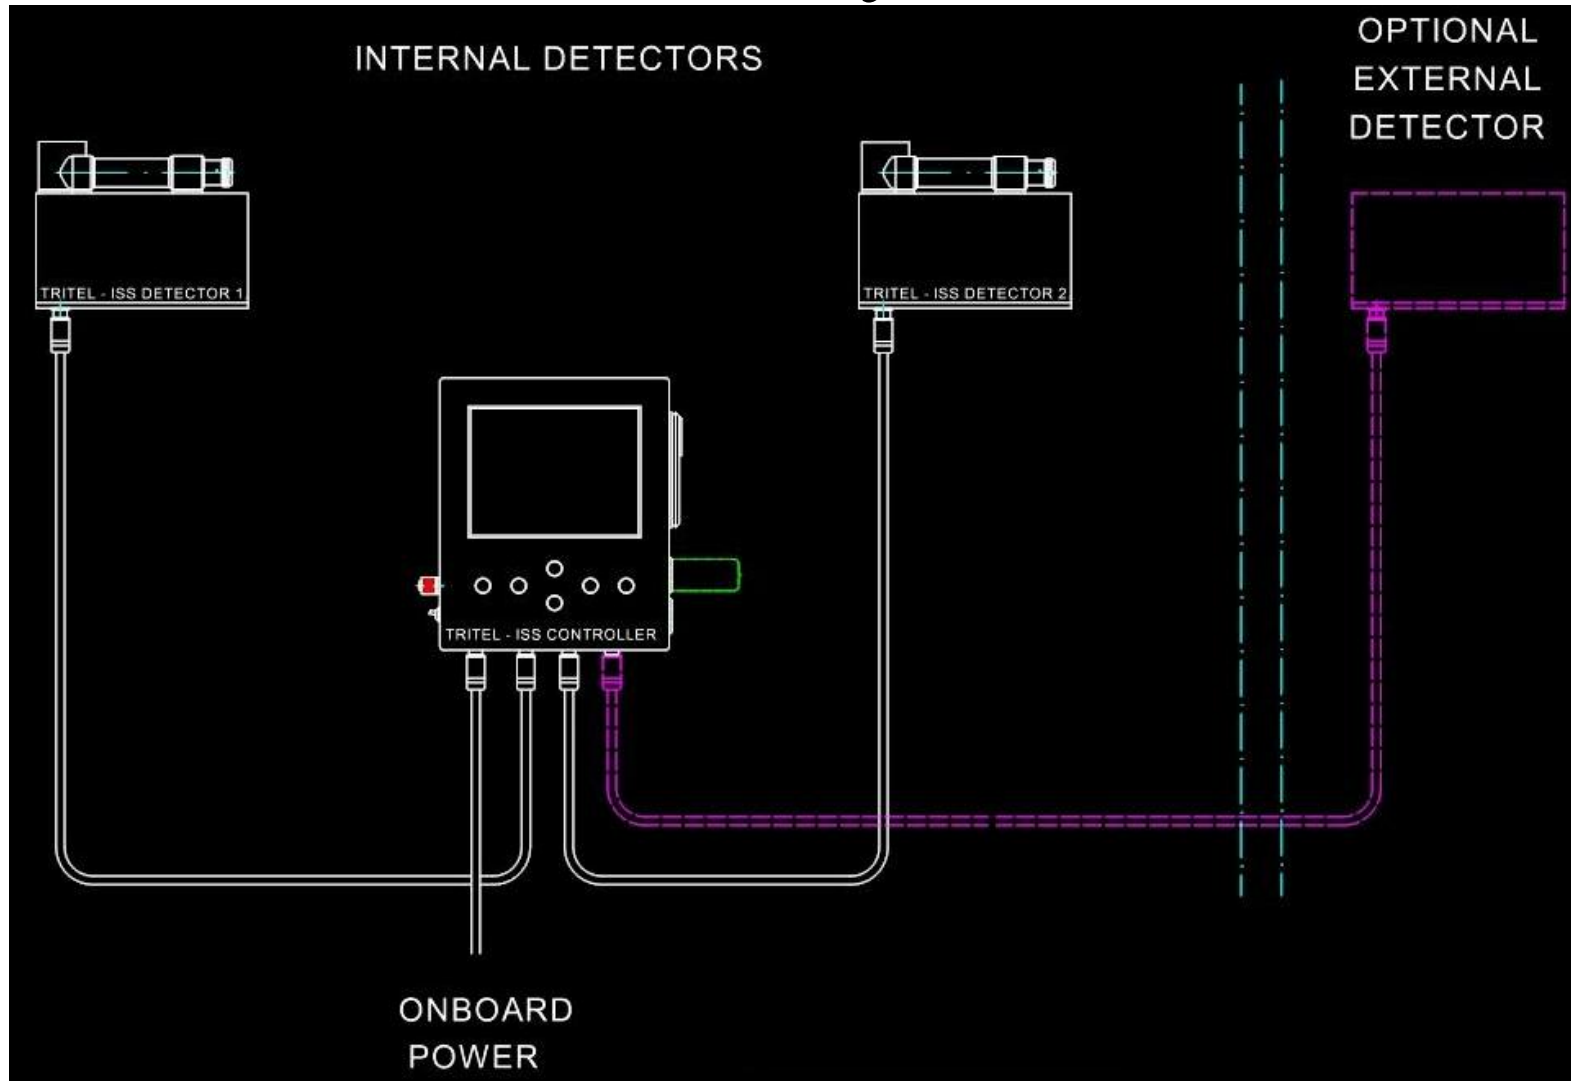 INTERNAL DETECTORS
OPTIONAL
EXTERNAL
DETECTOR
TRITEL - ISS DETECTOR 1
TRITEL - ISS DETECTOR 2
TRITEL - ISS CONTROLLER
ONBOARD
POWER